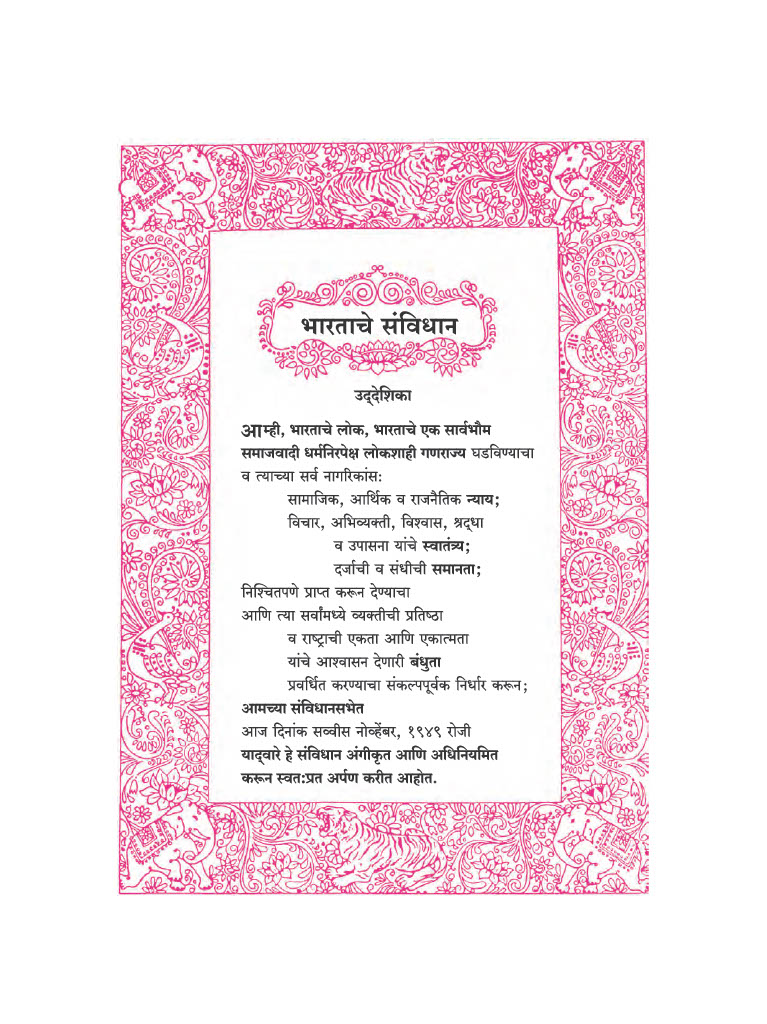 भारताचे संविधान
उद्‌देशिका
आम्ही, भारताचे लोक, भारताचे एक सार्वभौम
समाजवादी धर्मनिरपेक्ष लोकशाही गणराज्य घडविण्याचा
व त्याच्या सर्व नागरिकांस:
सामाजिक, आर्थिक व राजनैतिक न्याय;
विचार, अभिव्यक्ती, विश्वास, श्रद्‌धा
व उपासना यांचे स्वातंत्र्य;
दर्जाची व संधीची समानता;
निश्चितपणे प्राप्त करून देण्याचा
आणि त्या सर्वांमध्ये व्यक्तीची प्रतिष्ठा
व राष्ट्राची एकता आणि एकात्मता
यांचे आश्वासन देणारी बंधुता
प्रवर्धित करण्याचा संकल्पपूर्वक निर्धार करून;
आमच्या संविधानसभेत
आज दिनांक सव्वीस नोव्हेंबर, १९४९ रोजी
याद्‌वारे हे संविधान अंगीकृत आणि अधिनियमित
करून स्वत:प्रत अर्पण करीत आहोत.